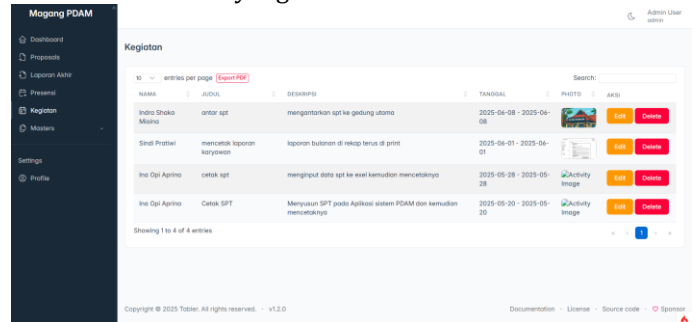 Magang PDAM
Admin User
admin
Dashboard
Proposals
Laporan Akhir
Presensi
Kegiatan
Masters
Settings
Profile
Kegiatan
10 entries per page Export PDF
Search:
NAMA JUDUL DESKRIPSI TANGGAL PHOTO AKSI
Indra Shaka Misina antar spt mengantarkan spt ke gedung utama 2025-06-08 - 2025-06-08 Edit Delete
Sindi Pratiwi mencetak laporan karyawan laporan bulanan di rekap terus di print 2025-06-01 - 2025-06-01 Edit Delete
Ina Opi Aprina cetak spt menginput data spt ke exel kemudian mencetaknya 2025-05-28 - 2025-05-28 Activity Image Edit Delete
Ina Opi Aprina Cetak SPT Menyusun SPT pada Aplikasi sistem PDAM dan kemudian mencetaknya 2025-05-20 - 2025-05-20 Activity Image Edit Delete
Showing 1 to 4 of 4 entries
« ‹ 1 › »
Copyright © 2025 Tabler. All rights reserved. · v1.2.0
Documentation · License · Source code · Sponsor